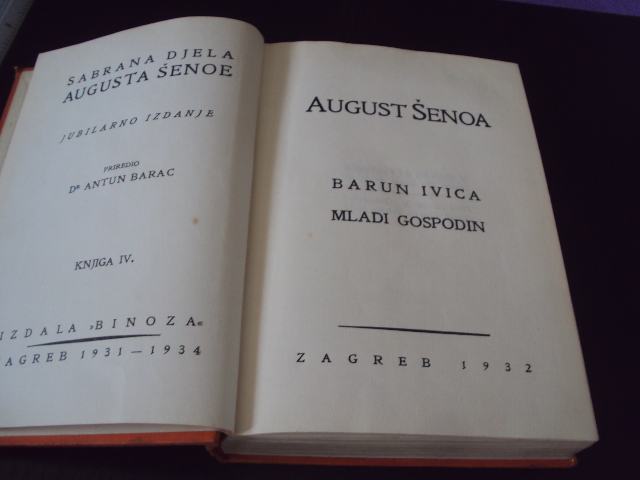 SABRANA DJELA
AUGUSTA ŠENOE
JUBILARNO IZDANJE
PRIREDIO
DR ANTUN BARAC
KNJIGA IV.
IZDALA »BINOZA«
ZAGREB 1931—1934
AUGUST ŠENOA
BARUN IVICA
MLADI GOSPODIN
ZAGREB 1932